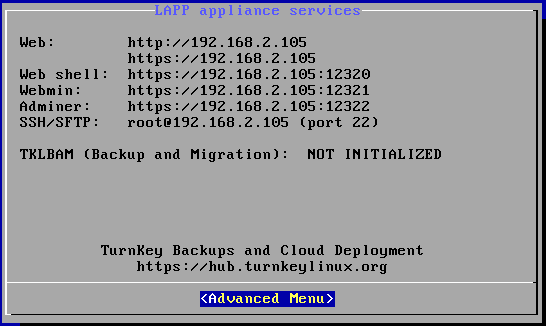 LAPP appliance services
Web: http://192.168.2.105
https://192.168.2.105
Web shell: https://192.168.2.105:12320
Webmin: https://192.168.2.105:12321
Adminer: https://192.168.2.105:12322
SSH/SFTP: root@192.168.2.105 (port 22)
TKLBAM (Backup and Migration): NOT INITIALIZED
TurnKey Backups and Cloud Deployment
https://hub.turnkeylinux.org
<Advanced Menu>